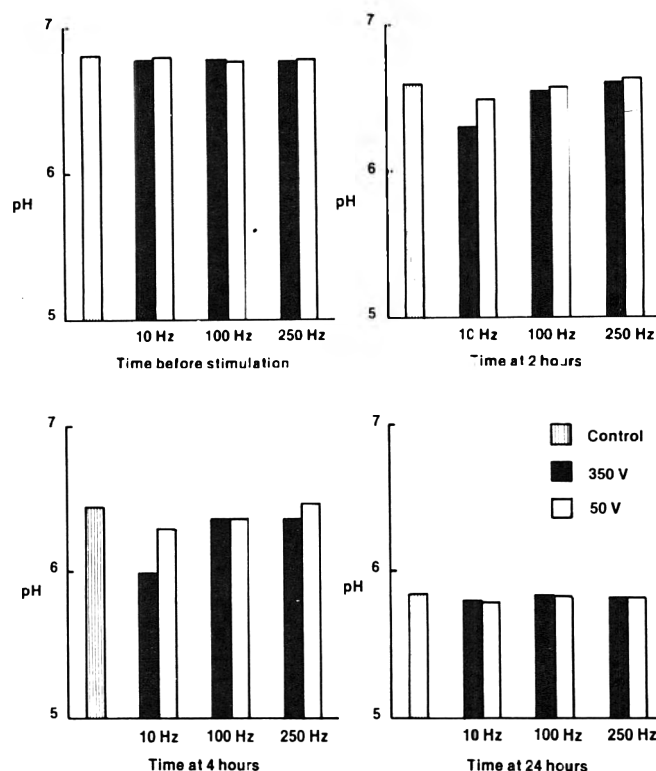 7
6
pH
5
10 Hz 100 Hz 250 Hz
Time before stimulation
7
6
pH
5
1C Hz 100 Hz 250 Hz
Time at 2 hours
7
6
pH
5
10 Hz 100 Hz 250 Hz
Time at 4 hours
7
Control
350 V
50 V
6
pH
5
10 Hz 100 Hz 250 Hz
Time at 24 hours